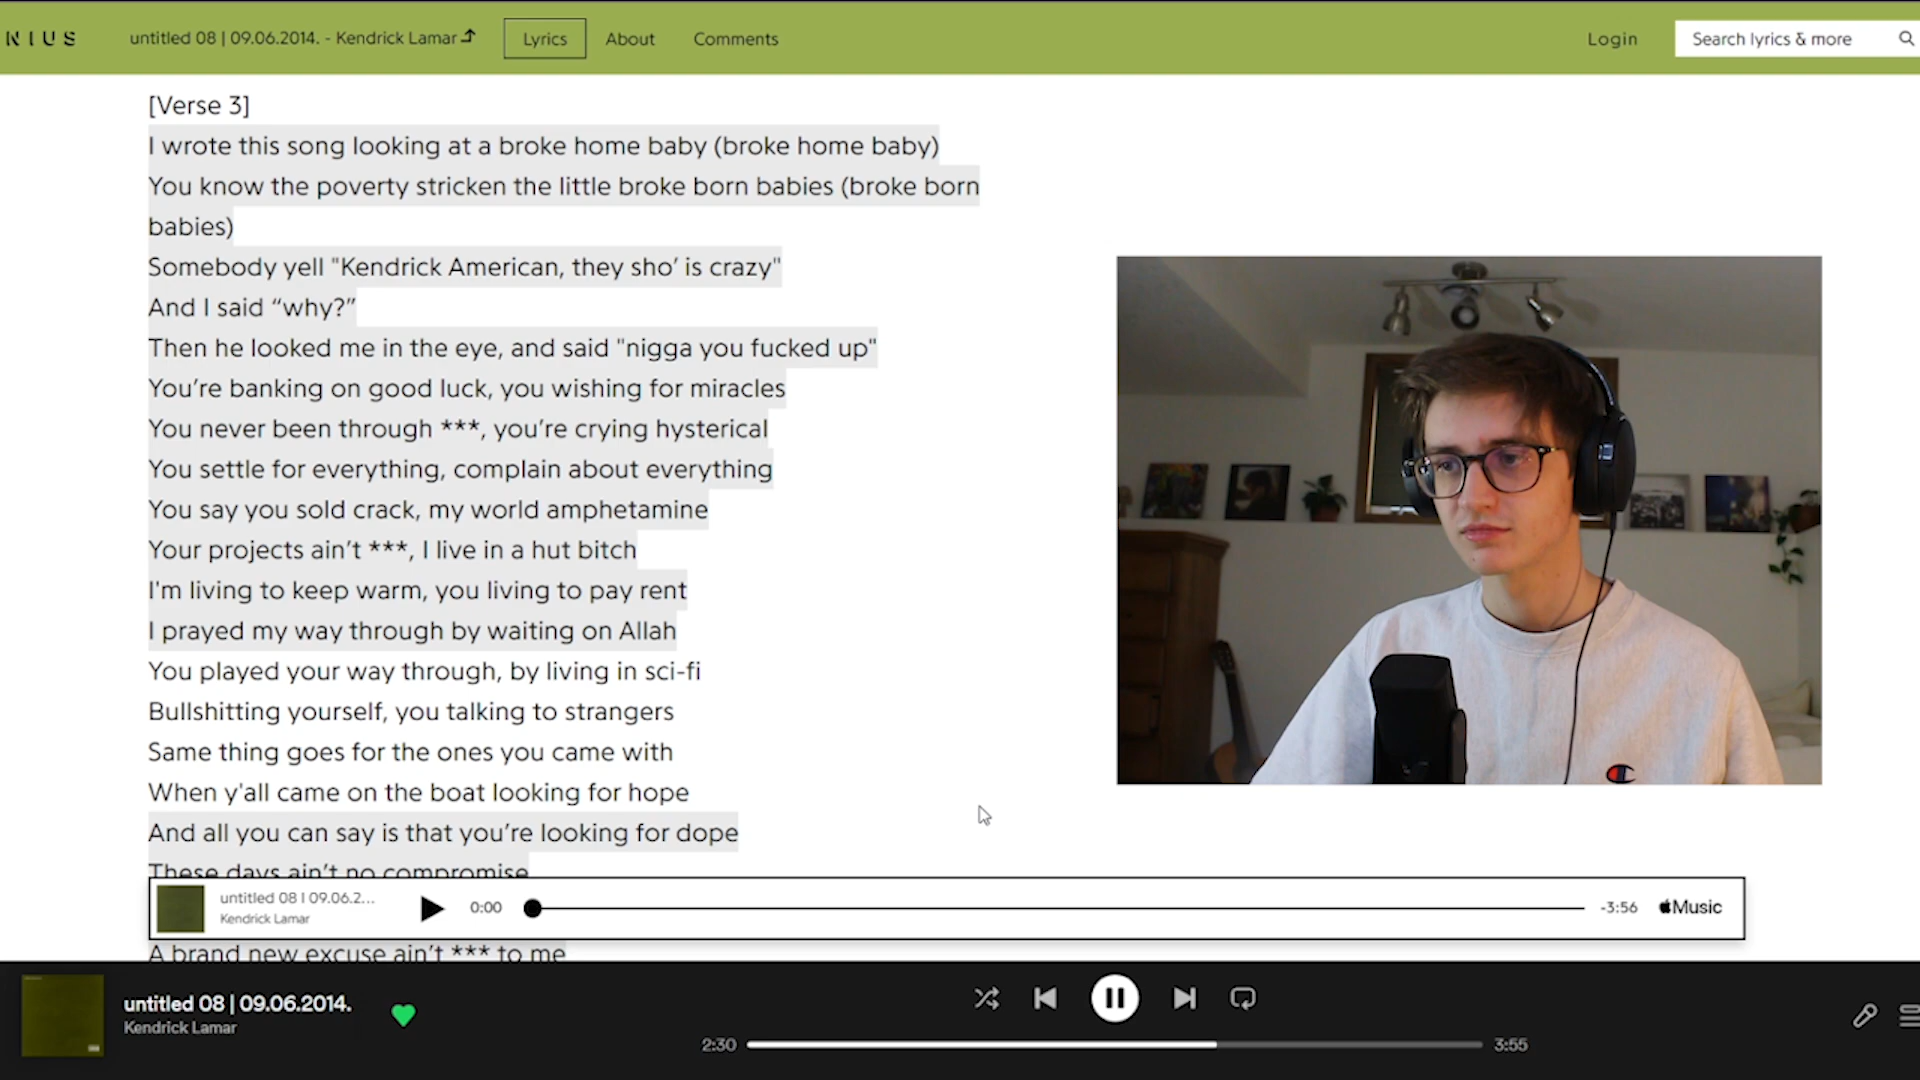 NIUS
untitled 08 | 09.06.2014. - Kendrick Lamar
Lyrics
About
Comments
Login
Search lyrics & more
[Verse 3]
I wrote this song looking at a broke home baby (broke home baby)
You know the poverty stricken the little broke born babies (broke born
babies)
Somebody yell "Kendrick American, they sho’ is crazy"
And I said “why?”
Then he looked me in the eye, and said "nigga you fucked up"
You’re banking on good luck, you wishing for miracles
You never been through ***, you’re crying hysterical
You settle for everything, complain about everything
You say you sold crack, my world amphetamine
Your projects ain’t ***, I live in a hut bitch
I'm living to keep warm, you living to pay rent
I prayed my way through by waiting on Allah
You played your way through, by living in sci-fi
Bullshitting yourself, you talking to strangers
Same thing goes for the ones you came with
When y'all came on the boat looking for hope
And all you can say is that you’re looking for dope
These days ain’t no compromise
untitled 08 | 09.06.2...
Kendrick Lamar
0:00
-3:56
Music
A brand new excuse ain’t *** to me
untitled 08 | 09.06.2014.
Kendrick Lamar
2:30
3:55